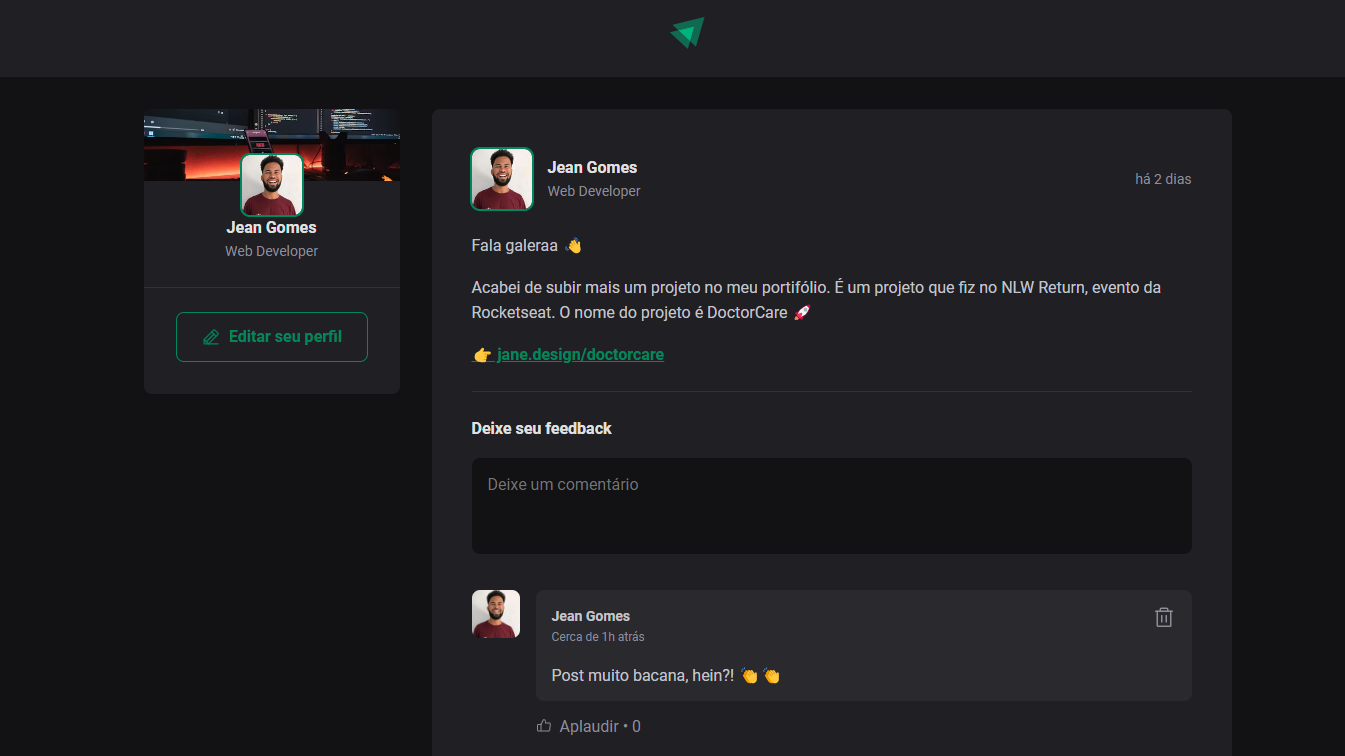 Jean Gomes
Web Developer
Editar seu perfil
Jean Gomes
Web Developer
há 2 dias
Fala galeraa 👋
Acabei de subir mais um projeto no meu portifólio. É um projeto que fiz no NLW Return, evento da
Rocketseat. O nome do projeto é DoctorCare 🚀
👉 jane.design/doctorcare
Deixe seu feedback
Deixe um comentário
Jean Gomes
Cerca de 1h atrás
Post muito bacana, hein?! 👏 👏
Aplaudir • 0